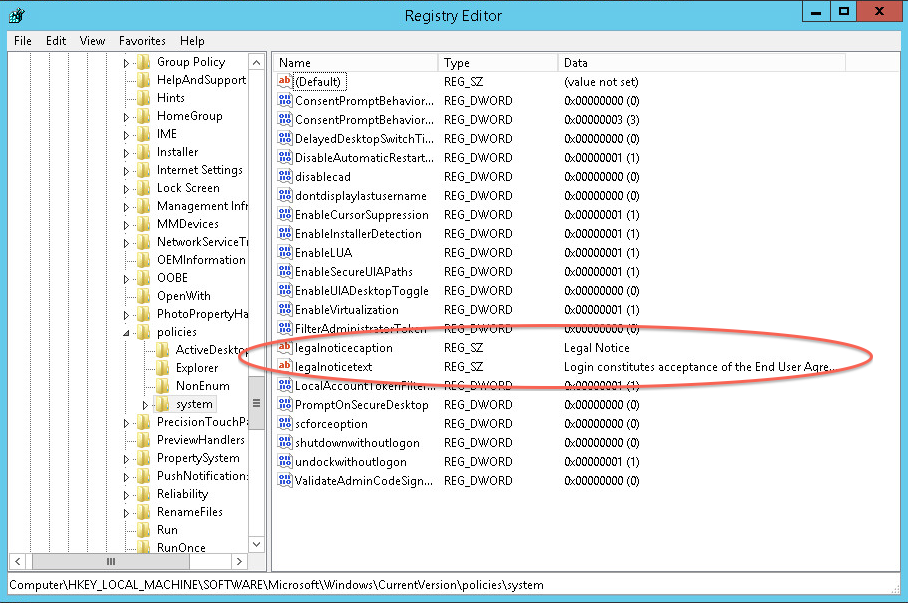 Registry Editor
File Edit View Favorites Help
Group Policy
HelpAndSupport
Hints
HomeGroup
IME
Installer
Internet Settings
Lock Screen
Management Infr
MMDevices
NetworkServiceTr
OEMInformation
OOBE
OpenWith
PhotoPropertyHa
policies
ActiveDesktop
Explorer
NonEnum
system
PrecisionTouchPa
PreviewHandlers
PropertySystem
PushNotifications
Reliability
RenameFiles
Run
RunOnce
Name Type Data
ab (Default) REG_SZ (value not set)
ConsentPromptBehavior... REG_DWORD 0x00000000 (0)
ConsentPromptBehavior... REG_DWORD 0x00000003 (3)
DelayedDesktopSwitchTi... REG_DWORD 0x00000000 (0)
DisableAutomaticRestart... REG_DWORD 0x00000001 (1)
disablecad REG_DWORD 0x00000000 (0)
dontdisplaylastusername REG_DWORD 0x00000000 (0)
EnableCursorSuppression REG_DWORD 0x00000001 (1)
EnableInstallerDetection REG_DWORD 0x00000001 (1)
EnableLUA REG_DWORD 0x00000001 (1)
EnableSecureUIAPaths REG_DWORD 0x00000001 (1)
EnableUIADesktopToggle REG_DWORD 0x00000000 (0)
EnableVirtualization REG_DWORD 0x00000001 (1)
FilterAdministratorToken REG_DWORD 0x00000000 (0)
ab legalnoticecaption REG_SZ Legal Notice
ab legalnoticetext REG_SZ Login constitutes acceptance of the End User Agre...
LocalAccountTokenFilter... REG_DWORD 0x00000001 (1)
PromptOnSecureDesktop REG_DWORD 0x00000000 (0)
scforceoption REG_DWORD 0x00000000 (0)
shutdownwithoutlogon REG_DWORD 0x00000000 (0)
undockwithoutlogon REG_DWORD 0x00000001 (1)
ValidateAdminCodeSign... REG_DWORD 0x00000000 (0)
Computer\HKEY_LOCAL_MACHINE\SOFTWARE\Microsoft\Windows\CurrentVersion\policies\system